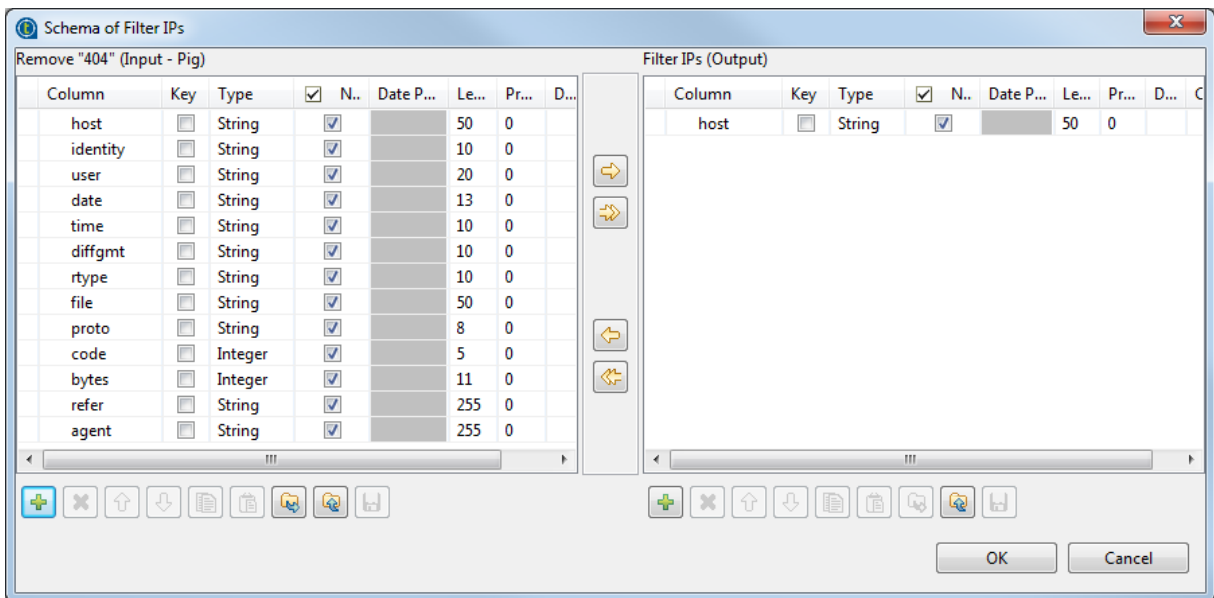 Schema of Filter IPs
Remove "404" (Input - Pig)
Column Key Type N.. Date P... Le... Pr... D...
host String 50 0
identity String 10 0
user String 20 0
date String 13 0
time String 10 0
diffgmt String 10 0
rtype String 10 0
file String 50 0
proto String 8 0
code Integer 5 0
bytes Integer 11 0
refer String 255 0
agent String 255 0
Filter IPs (Output)
Column Key Type N.. Date P... Le... Pr... D... C
host String 50 0
OK Cancel